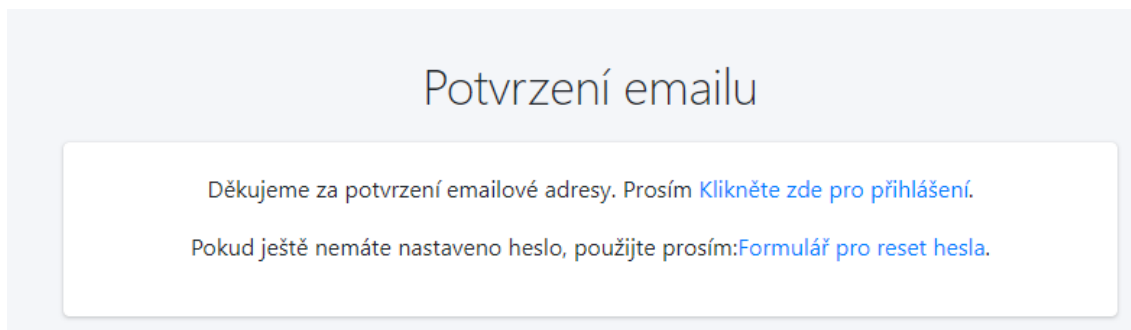 Potvrzení emailu
Děkujeme za potvrzení emailové adresy. Prosím Klikněte zde pro přihlášení.
Pokud ještě nemáte nastaveno heslo, použijte prosím:Formulář pro reset hesla.